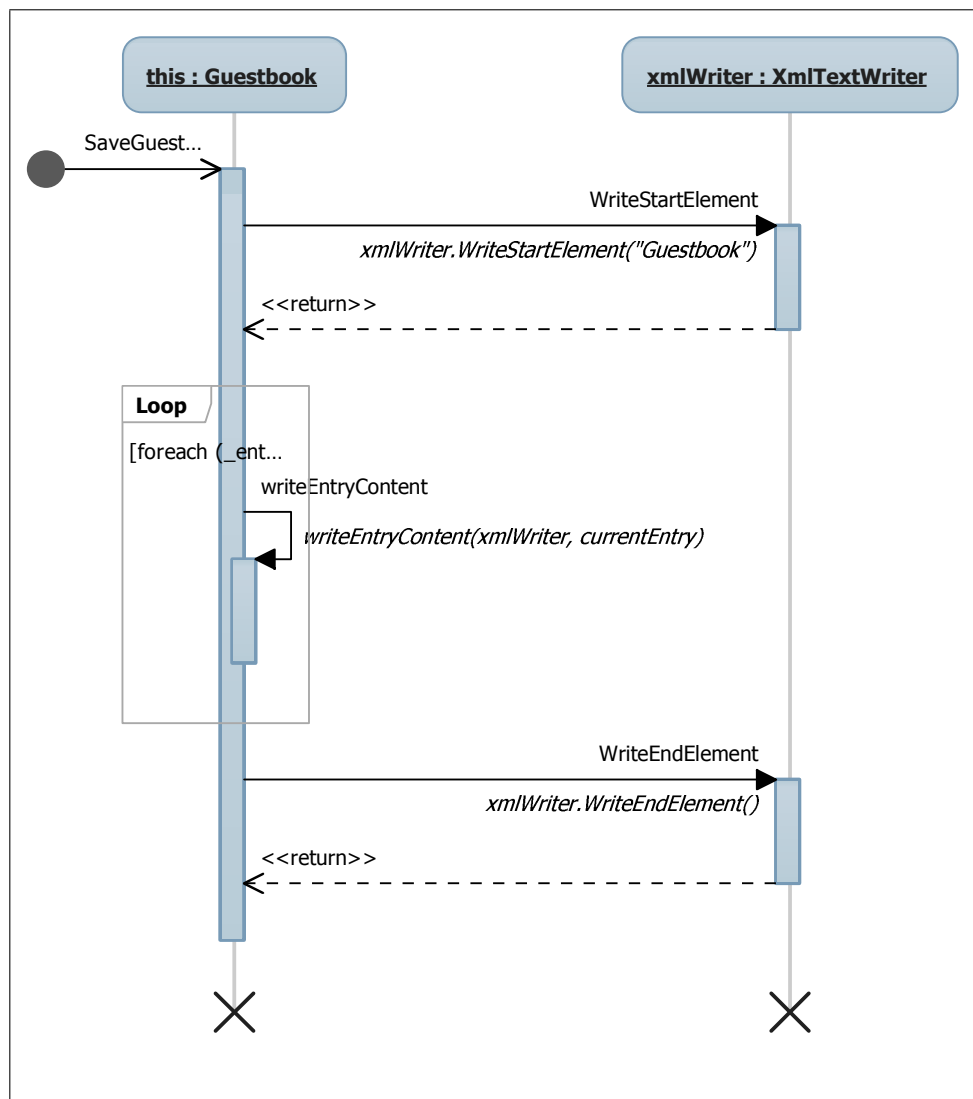 this : Guestbook
xmlWriter : XmlTextWriter
SaveGuest...
WriteStartElement
xmlWriter.WriteStartElement("Guestbook")
<<return>>
Loop
[foreach (_ent...
writeEntryContent
writeEntryContent(xmlWriter, currentEntry)
WriteEndElement
xmlWriter.WriteEndElement()
<<return>>